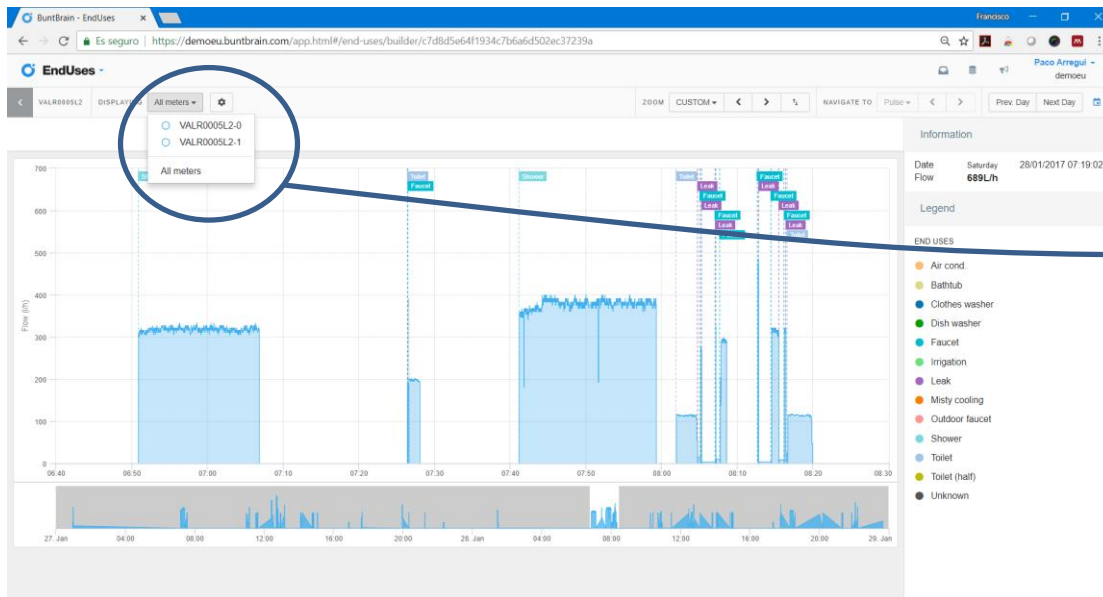 BuntBrain - EndUses
Francisco
Es seguro | https://demoeu.buntbrain.com/app.html#/end-uses/builder/c7d8d5e64f1934c7b6a6d502ec37239a
EndUses
Paco Arregui
demoeu
VALR0005L2 DISPLAYING All meters ZOOM CUSTOM NAVIGATE TO Pulse Prev. Day Next Day
VALR0005L2-0
VALR0005L2-1
All meters
Information
Date Saturday 28/01/2017 07:19:02
Flow 689L/h
Legend
END USES
Air cond.
Bathtub
Clothes washer
Dish washer
Faucet
Irrigation
Leak
Misty cooling
Outdoor faucet
Shower
Toilet
Toilet (half)
Unknown
Flow (l/h)
700
600
500
400
300
200
100
0
Toilet
Faucet
Shower
Toilet
Leak
Faucet
Leak
Faucet
Leak
Faucet
Leak
Faucet
Leak
Faucet
Leak
Toilet
06:40 06:50 07:00 07:10 07:20 07:30 07:40 07:50 08:00 08:10 08:20 08:30
27. Jan 04:00 08:00 12:00 16:00 20:00 28. Jan 04:00 08:00 12:00 16:00 20:00 29. Jan